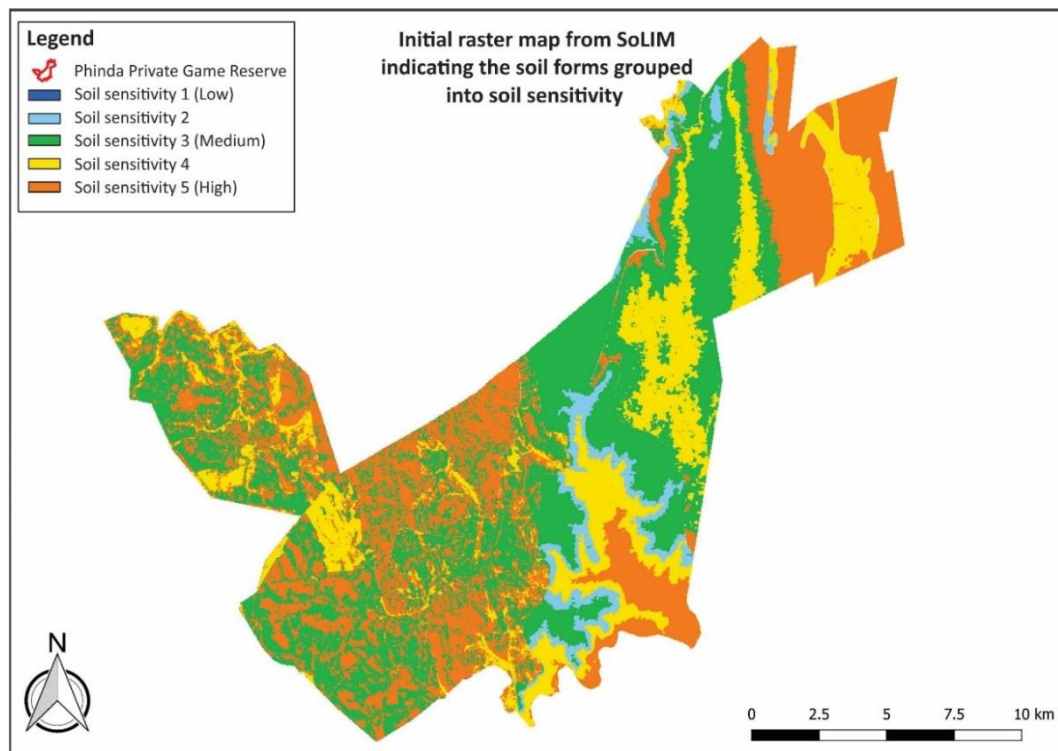 Legend
Phinda Private Game Reserve
Soil sensitivity 1 (Low)
Soil sensitivity 2
Soil sensitivity 3 (Medium)
Soil sensitivity 4
Soil sensitivity 5 (High)
Initial raster map from SoLIM
indicating the soil forms grouped
into soil sensitivity
N
0 2.5 5 7.5 10 km